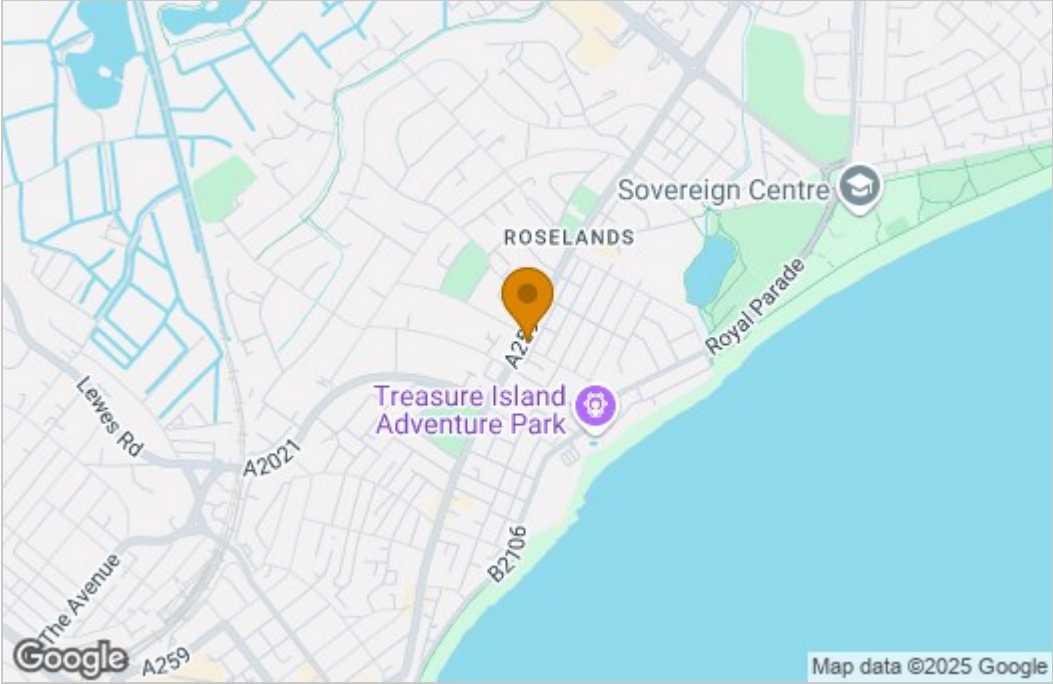 Sovereign Centre
ROSELANDS
Royal Parade
Treasure Island
Adventure Park
Lewes Rd
A2021
B2106
The Avenue
A259
Google
Map data ©2025 Google